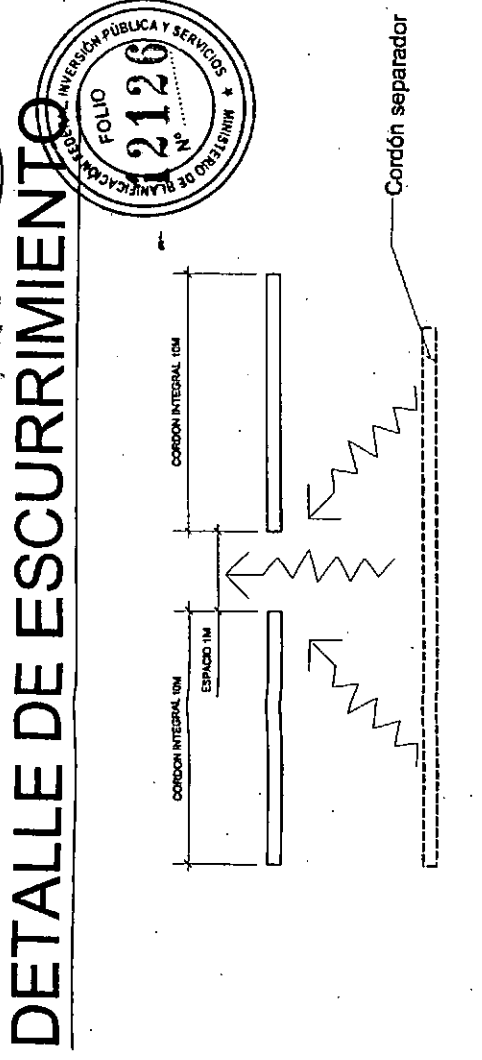 DETALLE DE ESCURRIMIENTO
INVERSIÓN PÚBLICA Y SERVICIOS ★ MINISTERIO DE PLANIFICACIÓN FEDERAL
FOLIO
12126
Nº
CORDON INTEGRAL 10M
CORDON INTEGRAL 10M
ESPACIO 1M
Cordón separador